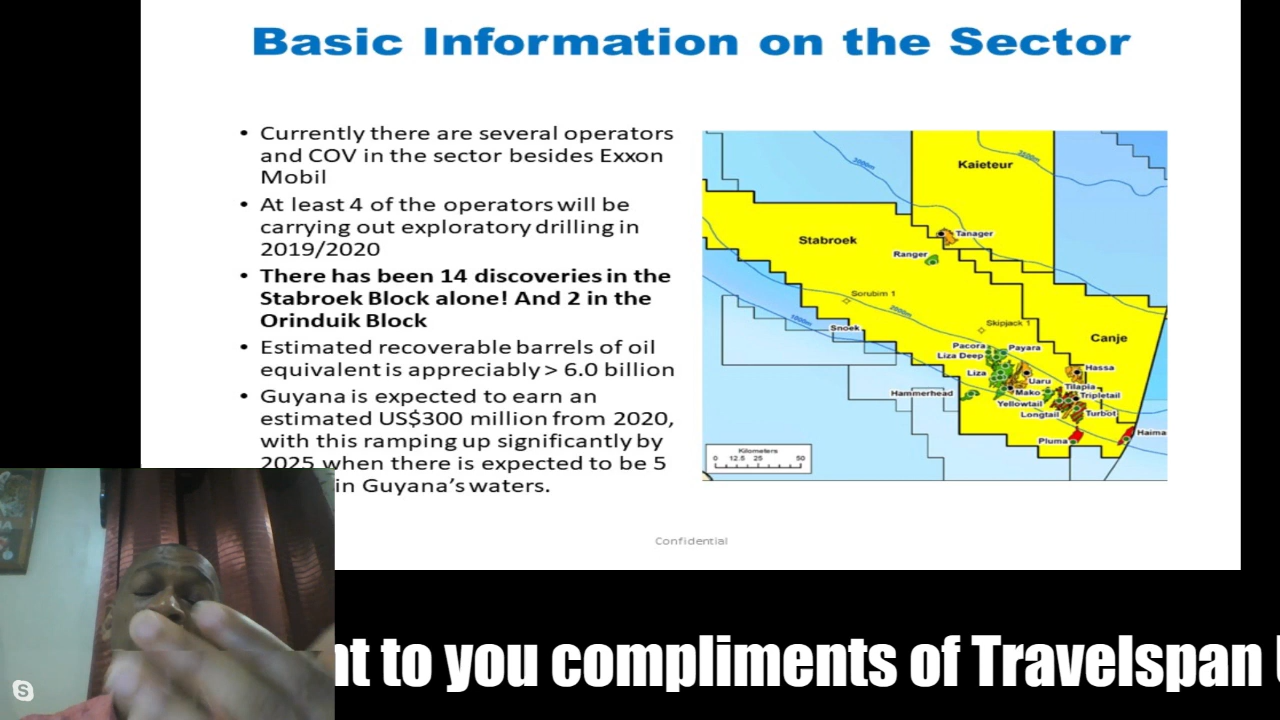 Basic Information on the Sector
• Currently there are several operators
and COV in the sector besides Exxon
Mobil
• At least 4 of the operators will be
carrying out exploratory drilling in
2019/2020
• There has been 14 discoveries in the
Stabroek Block alone! And 2 in the
Orinduik Block
• Estimated recoverable barrels of oil
equivalent is appreciably > 6.0 billion
• Guyana is expected to earn an
estimated US$300 million from 2020,
with this ramping up significantly by
2025 when there is expected to be 5
in Guyana's waters.
3000m
2500m
Kaieteur
Tanager
Stabroek
Ranger
Sorubim 1
2000m
1000m
Snoek
Skipjack 1
Canje
Pacora
Payara
Liza Deep
Liza
Hassa
Uaru
Tilapia
Mako
Tripletail
Hammerhead
Yellowtail
Longtail
Turbot
Pluma
Haima
Kilometers
0 12.5 25 50
Confidential
nt to you compliments of Travelspan
S